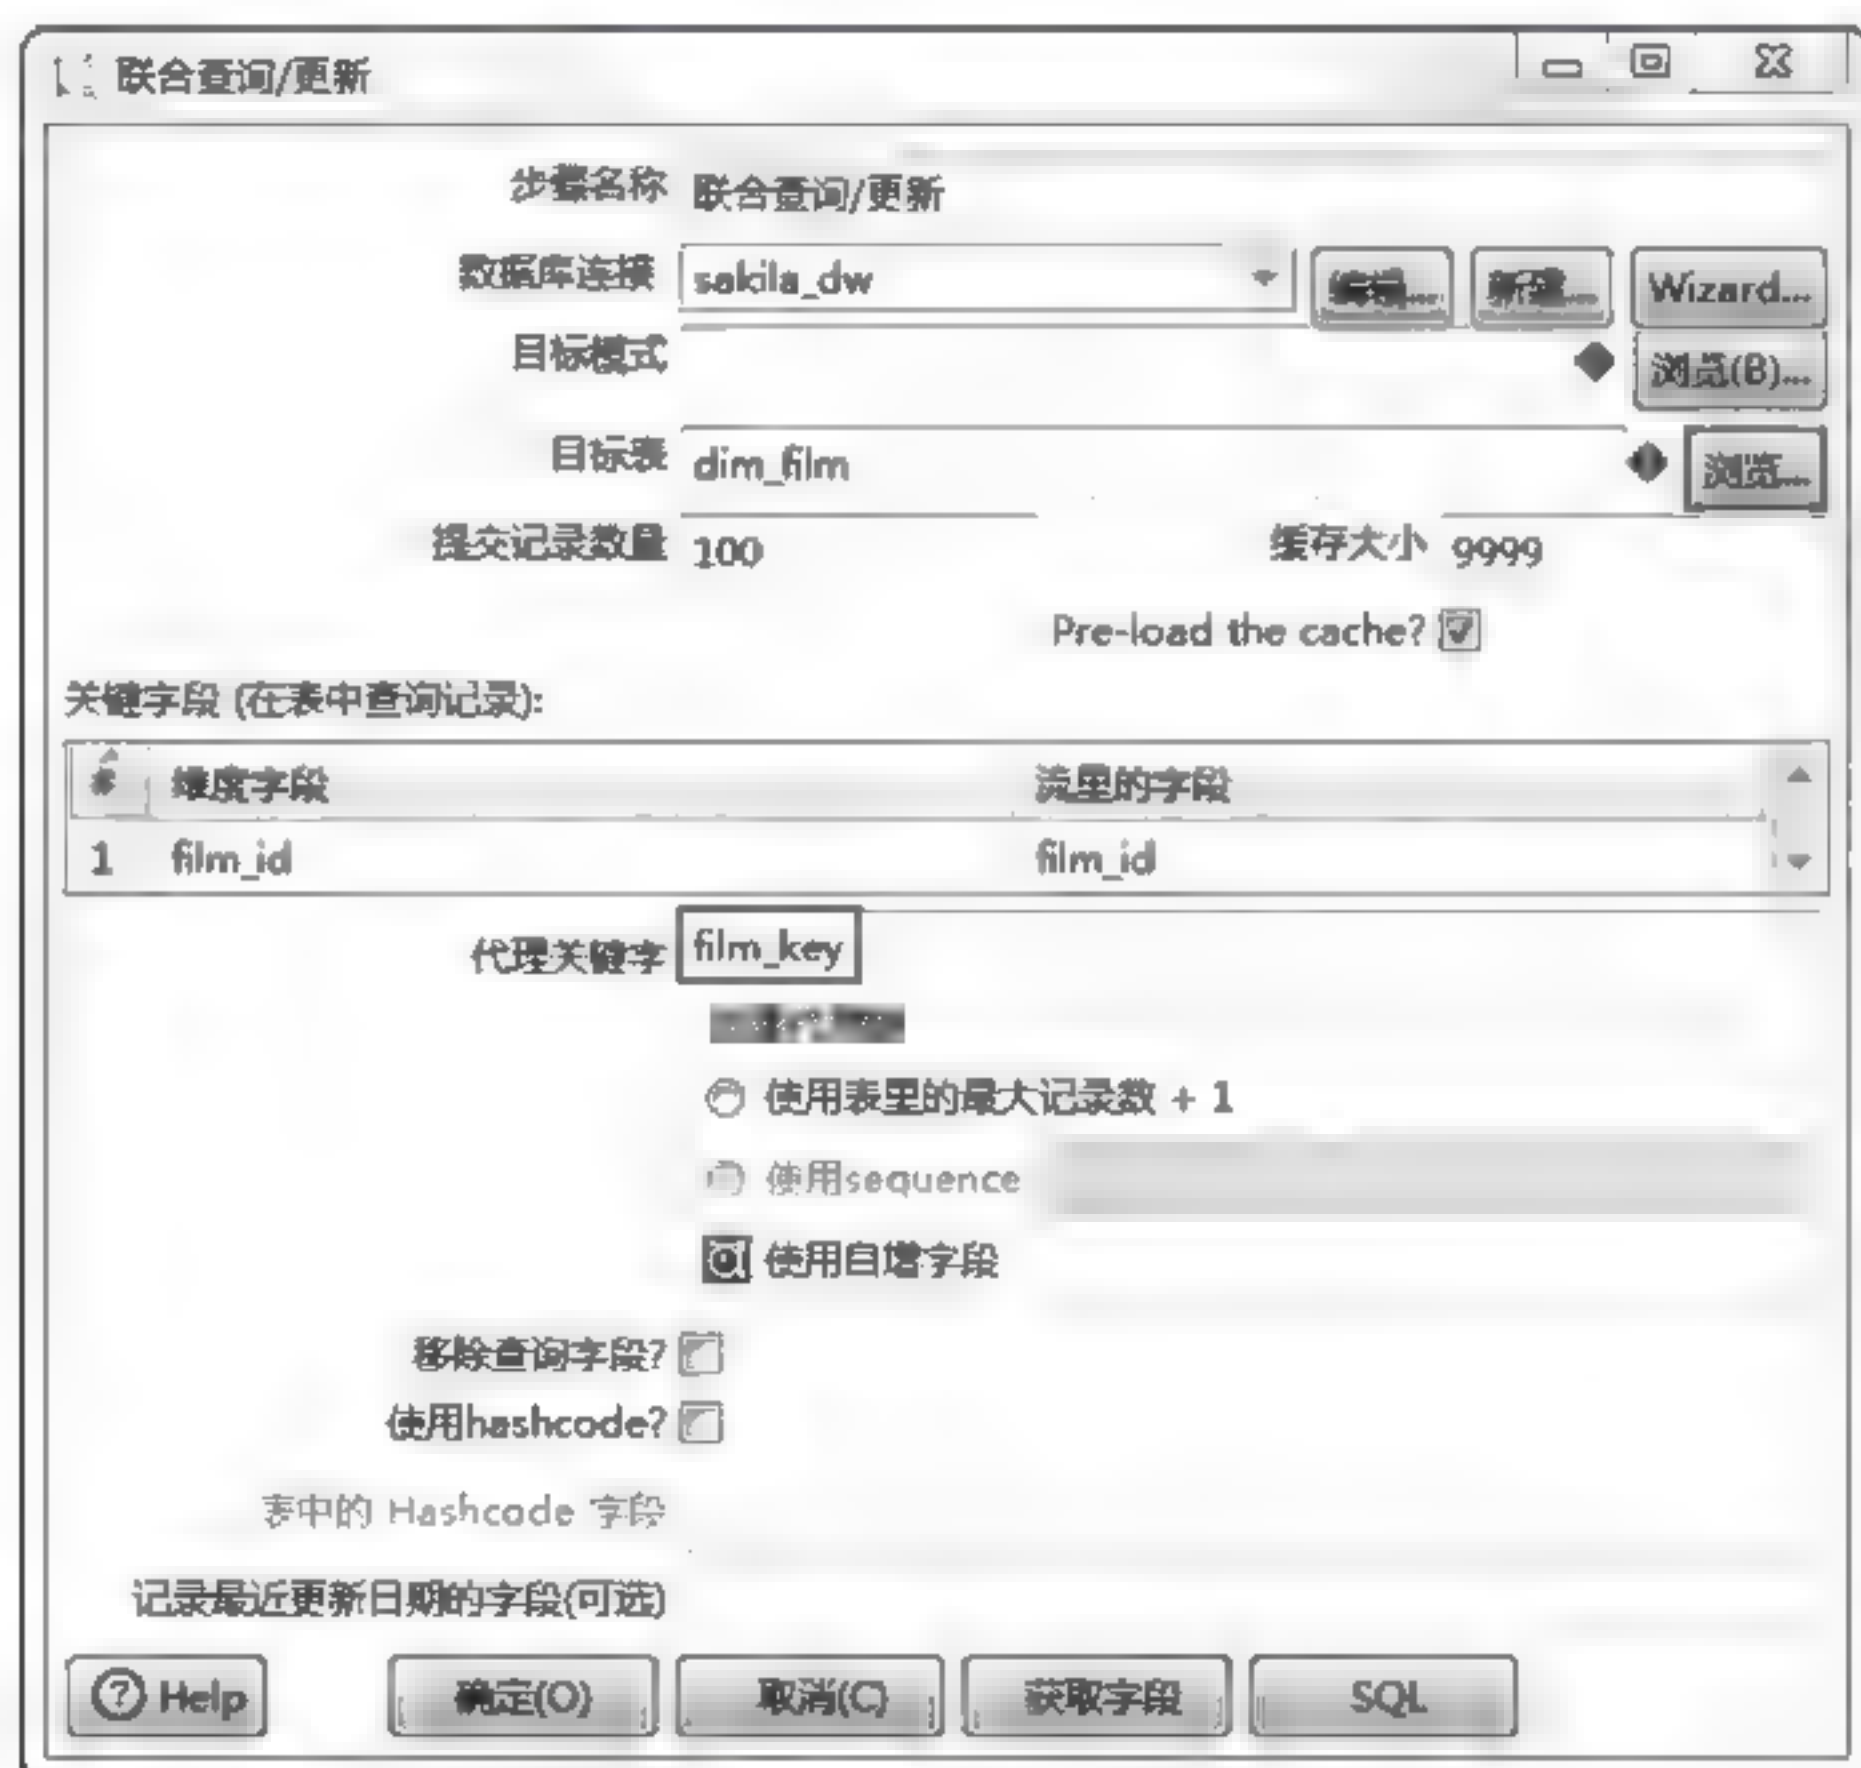 联合查询/更新
步骤名称 联合查询/更新
数据库连接 sakila_dw 编辑... 新建... Wizard...
目标模式 浏览(B)...
目标表 dim_film 浏览...
提交记录数量 100 缓存大小 9999
Pre-load the cache?
关键字段 (在表中查询记录):
# 维度字段 流里的字段
1 film_id film_id
代理关键字 film_key
使用表里的最大记录数 + 1
使用sequence
使用自增字段
移除查询字段?
使用hashcode?
表中的 Hashcode 字段
记录最近更新日期的字段(可选)
Help 确定(O) 取消(C) 获取字段 SQL